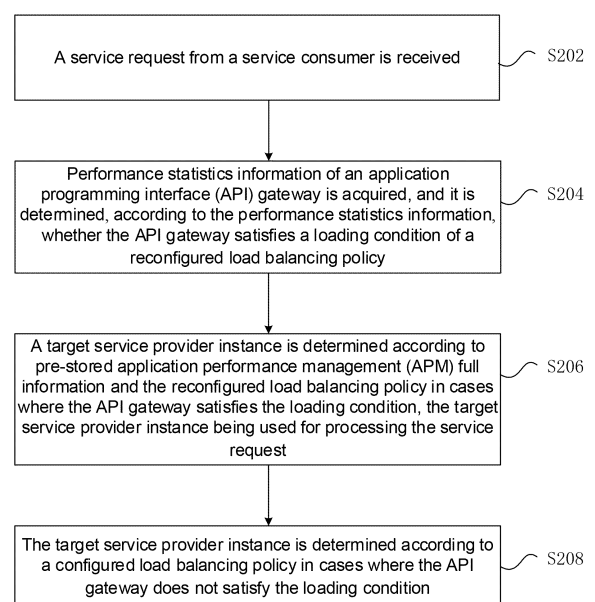 A service request from a service consumer is received
S202
Performance statistics information of an application
programming interface (API) gateway is acquired, and it is
determined, according to the performance statistics information,
whether the API gateway satisfies a loading condition of a
reconfigured load balancing policy
S204
A target service provider instance is determined according to
pre-stored application performance management (APM) full
information and the reconfigured load balancing policy in cases
where the API gateway satisfies the loading condition, the target
service provider instance being used for processing the service
request
S206
The target service provider instance is determined according to
a configured load balancing policy in cases where the API
gateway does not satisfy the loading condition
S208